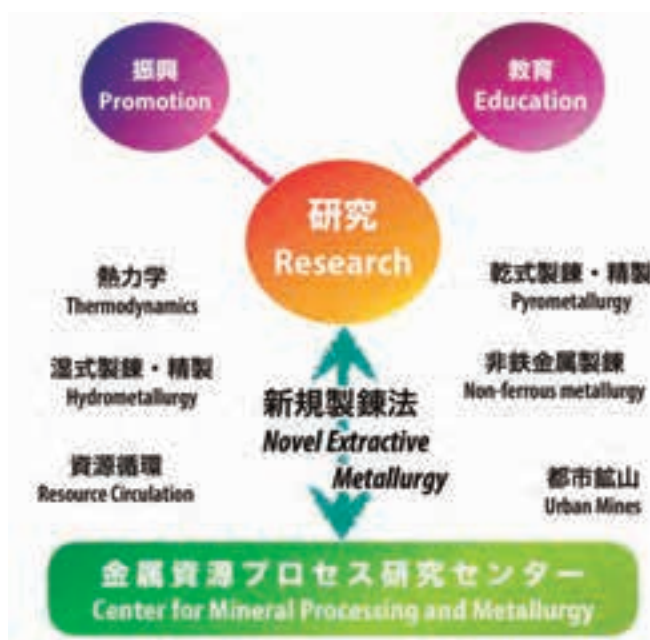 振興
Promotion
教育
Education
研究
Research
熱力学
Thermodynamics
乾式製錬・精製
Pyrometallurgy
湿式製錬・精製
Hydrometallurgy
非鉄金属製錬
Non-ferrous metallurgy
新規製錬法
Novel Extractive
Metallurgy
資源循環
Resource Circulation
都市鉱山
Urban Mines
金属資源プロセス研究センター
Center for Mineral Processing and Metallurgy